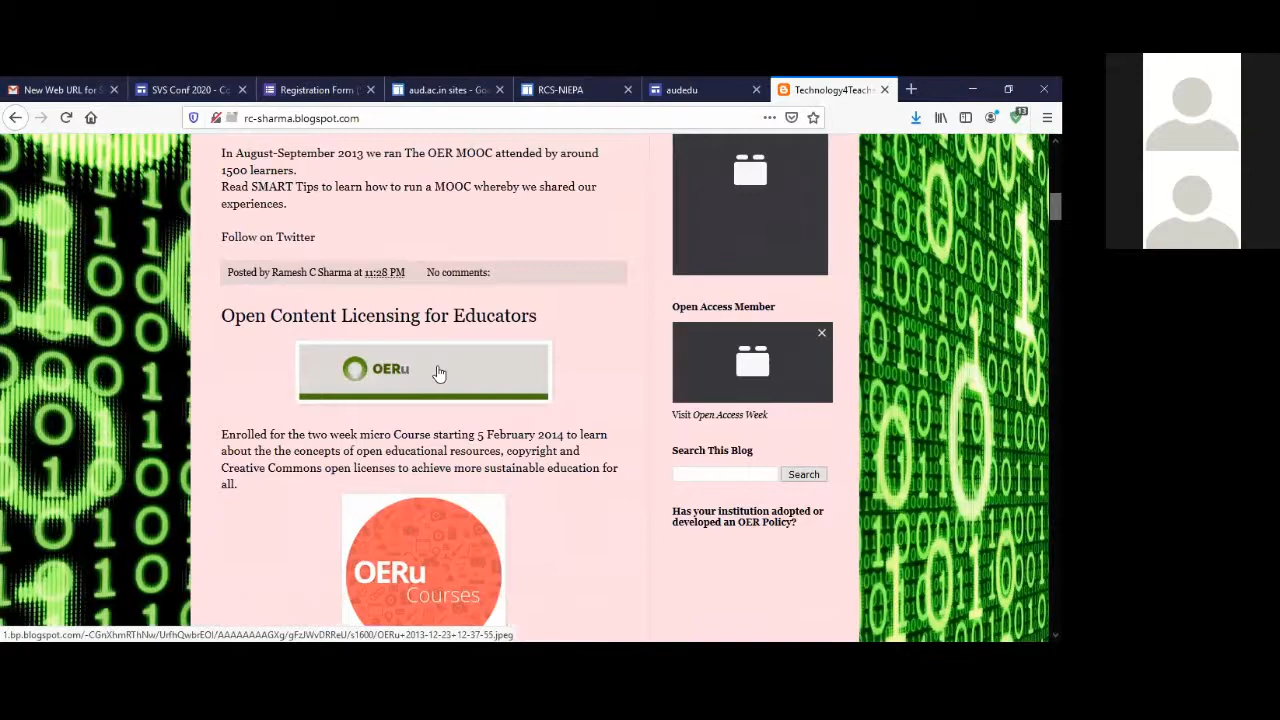 New Web URL for S
SVS Conf 2020 - Co
Registration Form [
aud.ac.in sites - Goo
RCS-NIEPA
audedu
Technology4Teach
rc-sharma.blogspot.com
13
In August-September 2013 we ran The OER MOOC attended by around
1500 learners.
Read SMART Tips to learn how to run a MOOC whereby we shared our
experiences.
Follow on Twitter
Posted by Ramesh C Sharma at 11:28 PM No comments:
Open Content Licensing for Educators
OERu
Enrolled for the two week micro Course starting 5 February 2014 to learn
about the the concepts of open educational resources, copyright and
Creative Commons open licenses to achieve more sustainable education for
all.
OERu
Courses
Open Access Member
Visit Open Access Week
Search This Blog
Search
Has your institution adopted or
developed an OER Policy?